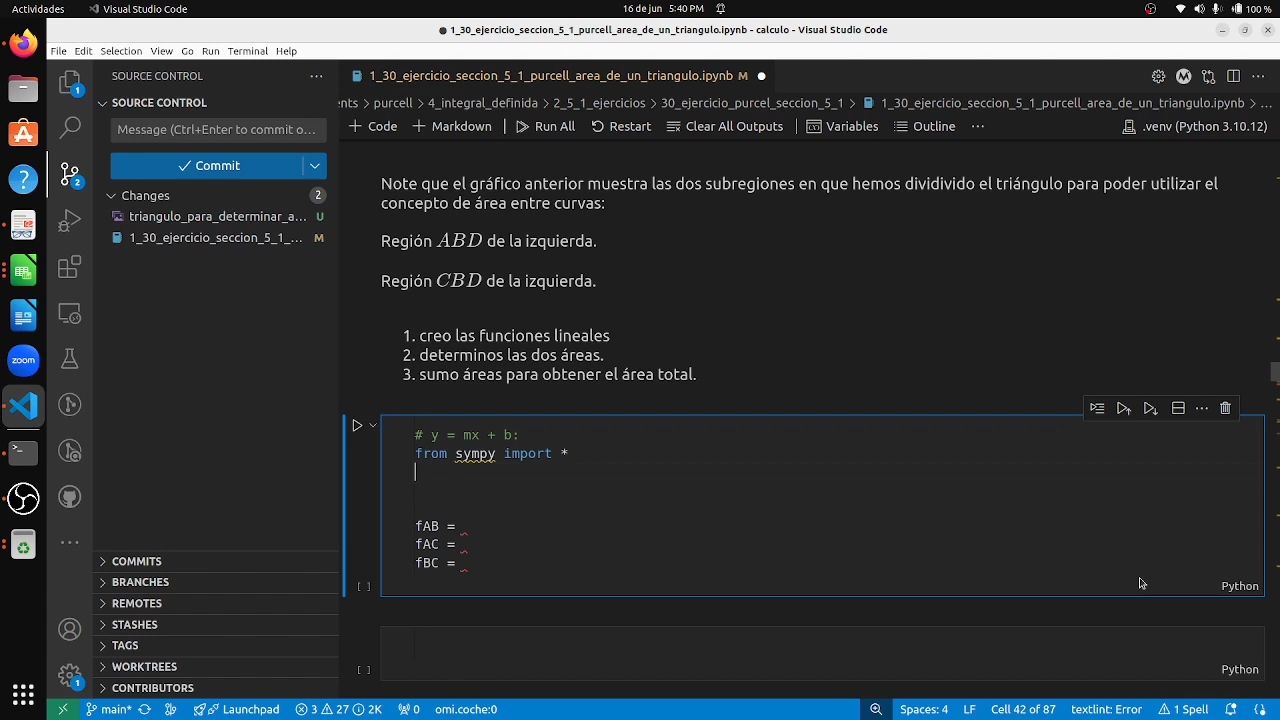 Actividades
Visual Studio Code
16 de jun 5:40 PM
100 %
1_30_ejercicio_seccion_5_1_purcell_area_de_un_triangulo.ipynb - calculo - Visual Studio Code
File Edit Selection View Go Run Terminal Help
SOURCE CONTROL
1_30_ejercicio_seccion_5_1_purcell_area_de_un_triangulo.ipynb M
SOURCE CONTROL
ents > purcell > 4_integral_definida > 2_5_1_ejercicios > 30_ejercicio_purcel_seccion_5_1 > 1_30_ejercicio_seccion_5_1_purcell_area_de_un_triangulo.ipynb > ...
Message (Ctrl+Enter to commit o...
Code Markdown Run All Restart Clear All Outputs Variables Outline ... .venv (Python 3.10.12)
Commit
Changes 2
triangulo_para_determinar_a... U
1_30_ejercicio_seccion_5_1_... M
COMMITS
BRANCHES
REMOTES
STASHES
TAGS
WORKTREES
CONTRIBUTORS
1
2
1
zoom
Note que el gráfico anterior muestra las dos subregiones en que hemos dividivido el triángulo para poder utilizar el
concepto de área entre curvas:
Región ABD de la izquierda.
Región CBD de la izquierda.
1. creo las funciones lineales
2. determinos las dos áreas.
3. sumo áreas para obtener el área total.
# y = mx + b:
from sympy import *
fAB =
fAC =
fBC =
[ ] Python
[ ] Python
main* Launchpad 3 27 2K 0 omi.coche:0 Spaces: 4 LF Cell 42 of 87 textlint: Error 1 Spell